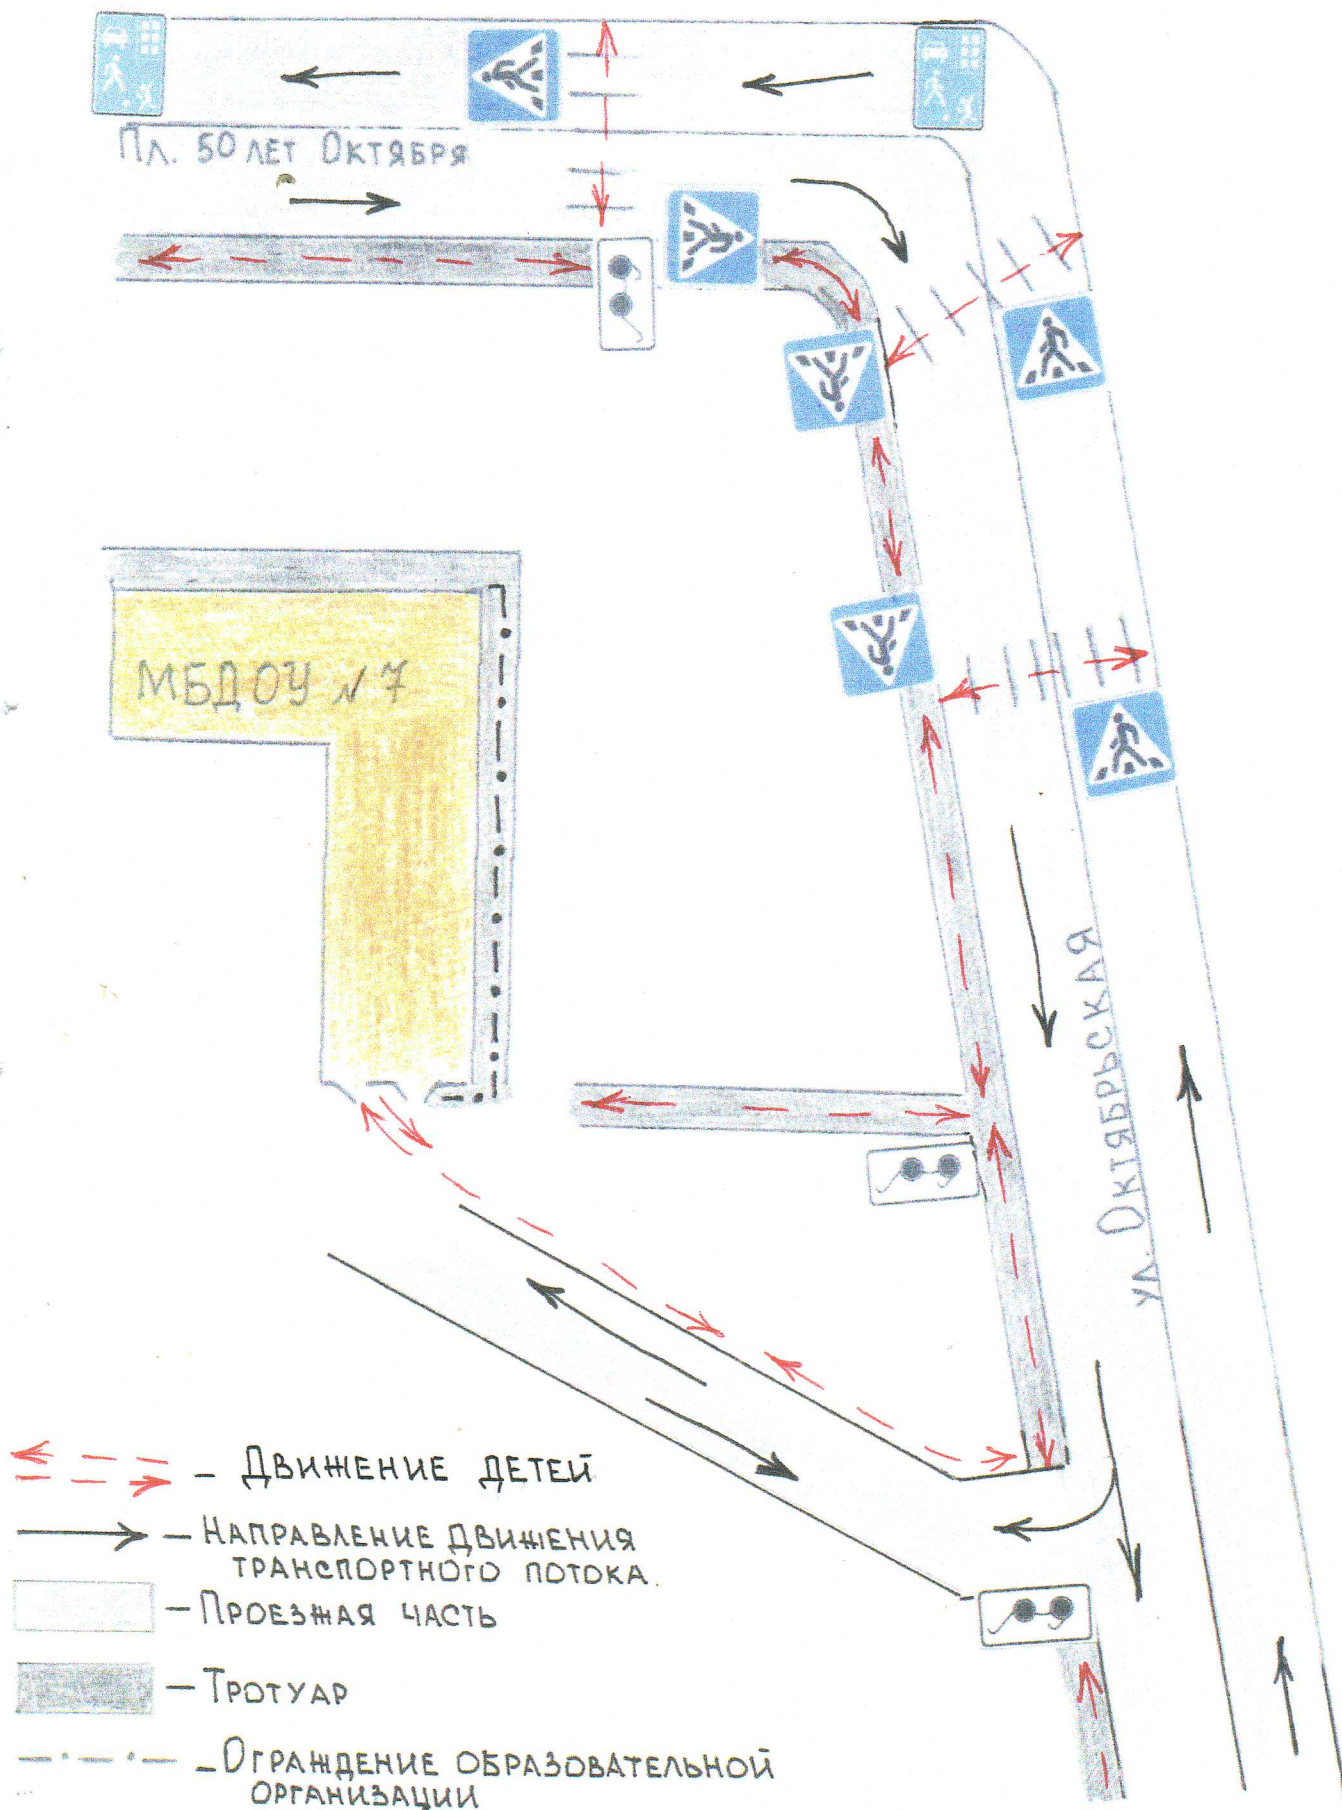 Пл. 50 лет Октября
МБДОУ №7
ул. Октябрьская
– Движение детей
– Направление движения
транспортного потока.
– Проезжая часть
– Тротуар
– Ограждение образовательной
организации